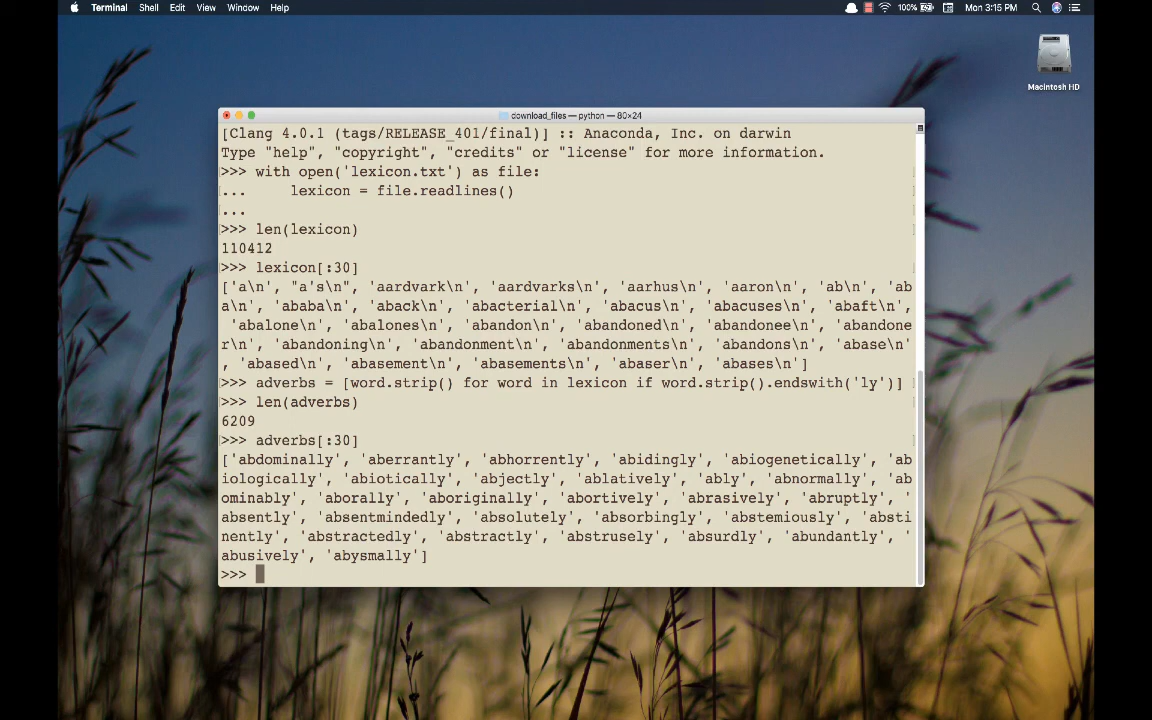 Terminal Shell Edit View Window Help 100% Mon 3:15 PM
Macintosh HD
download_files — python — 80×24
[Clang 4.0.1 (tags/RELEASE_401/final)] :: Anaconda, Inc. on darwin
Type "help", "copyright", "credits" or "license" for more information.
>>> with open('lexicon.txt') as file:
...     lexicon = file.readlines()
...
>>> len(lexicon)
110412
>>> lexicon[:30]
['a\n', "a's\n", 'aardvark\n', 'aardvarks\n', 'aarhus\n', 'aaron\n', 'ab\n', 'ab
a\n', 'ababa\n', 'aback\n', 'abacterial\n', 'abacus\n', 'abacuses\n', 'abaft\n',
 'abalone\n', 'abalones\n', 'abandon\n', 'abandoned\n', 'abandonee\n', 'abandone
r\n', 'abandoning\n', 'abandonment\n', 'abandonments\n', 'abandons\n', 'abase\n'
, 'abased\n', 'abasement\n', 'abasements\n', 'abaser\n', 'abases\n']
>>> adverbs = [word.strip() for word in lexicon if word.strip().endswith('ly')]
>>> len(adverbs)
6209
>>> adverbs[:30]
['abdominally', 'aberrantly', 'abhorrently', 'abidingly', 'abiogenetically', 'ab
iologically', 'abiotically', 'abjectly', 'ablatively', 'ably', 'abnormally', 'ab
ominably', 'aborally', 'aboriginally', 'abortively', 'abrasively', 'abruptly', '
absently', 'absentmindedly', 'absolutely', 'absorbingly', 'abstemiously', 'absti
nently', 'abstractedly', 'abstractly', 'abstrusely', 'absurdly', 'abundantly', '
abusively', 'abysmally']
>>>